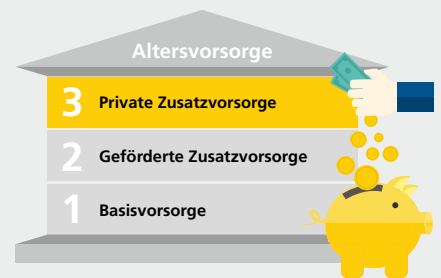 Altersvorsorge
3 Private Zusatzvorsorge
2 Geförderte Zusatzvorsorge
1 Basisvorsorge